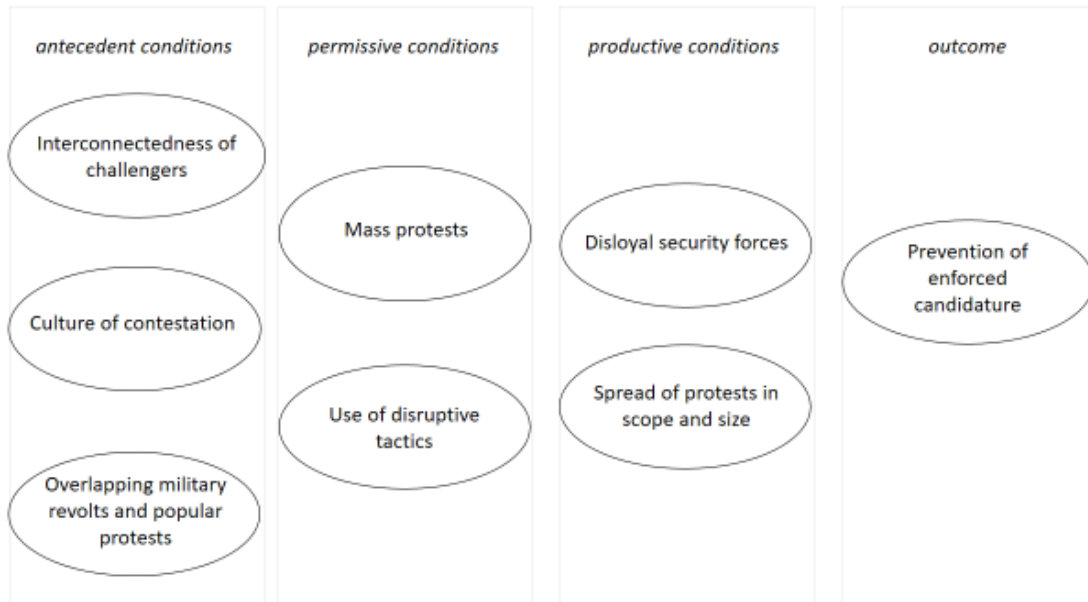 antecedent conditions
permissive conditions
productive conditions
outcome
Interconnectedness of
challengers
Culture of contestation
Overlapping military
revolts and popular
protests
Mass protests
Use of disruptive
tactics
Disloyal security forces
Spread of protests in
scope and size
Prevention of
enforced
candidature